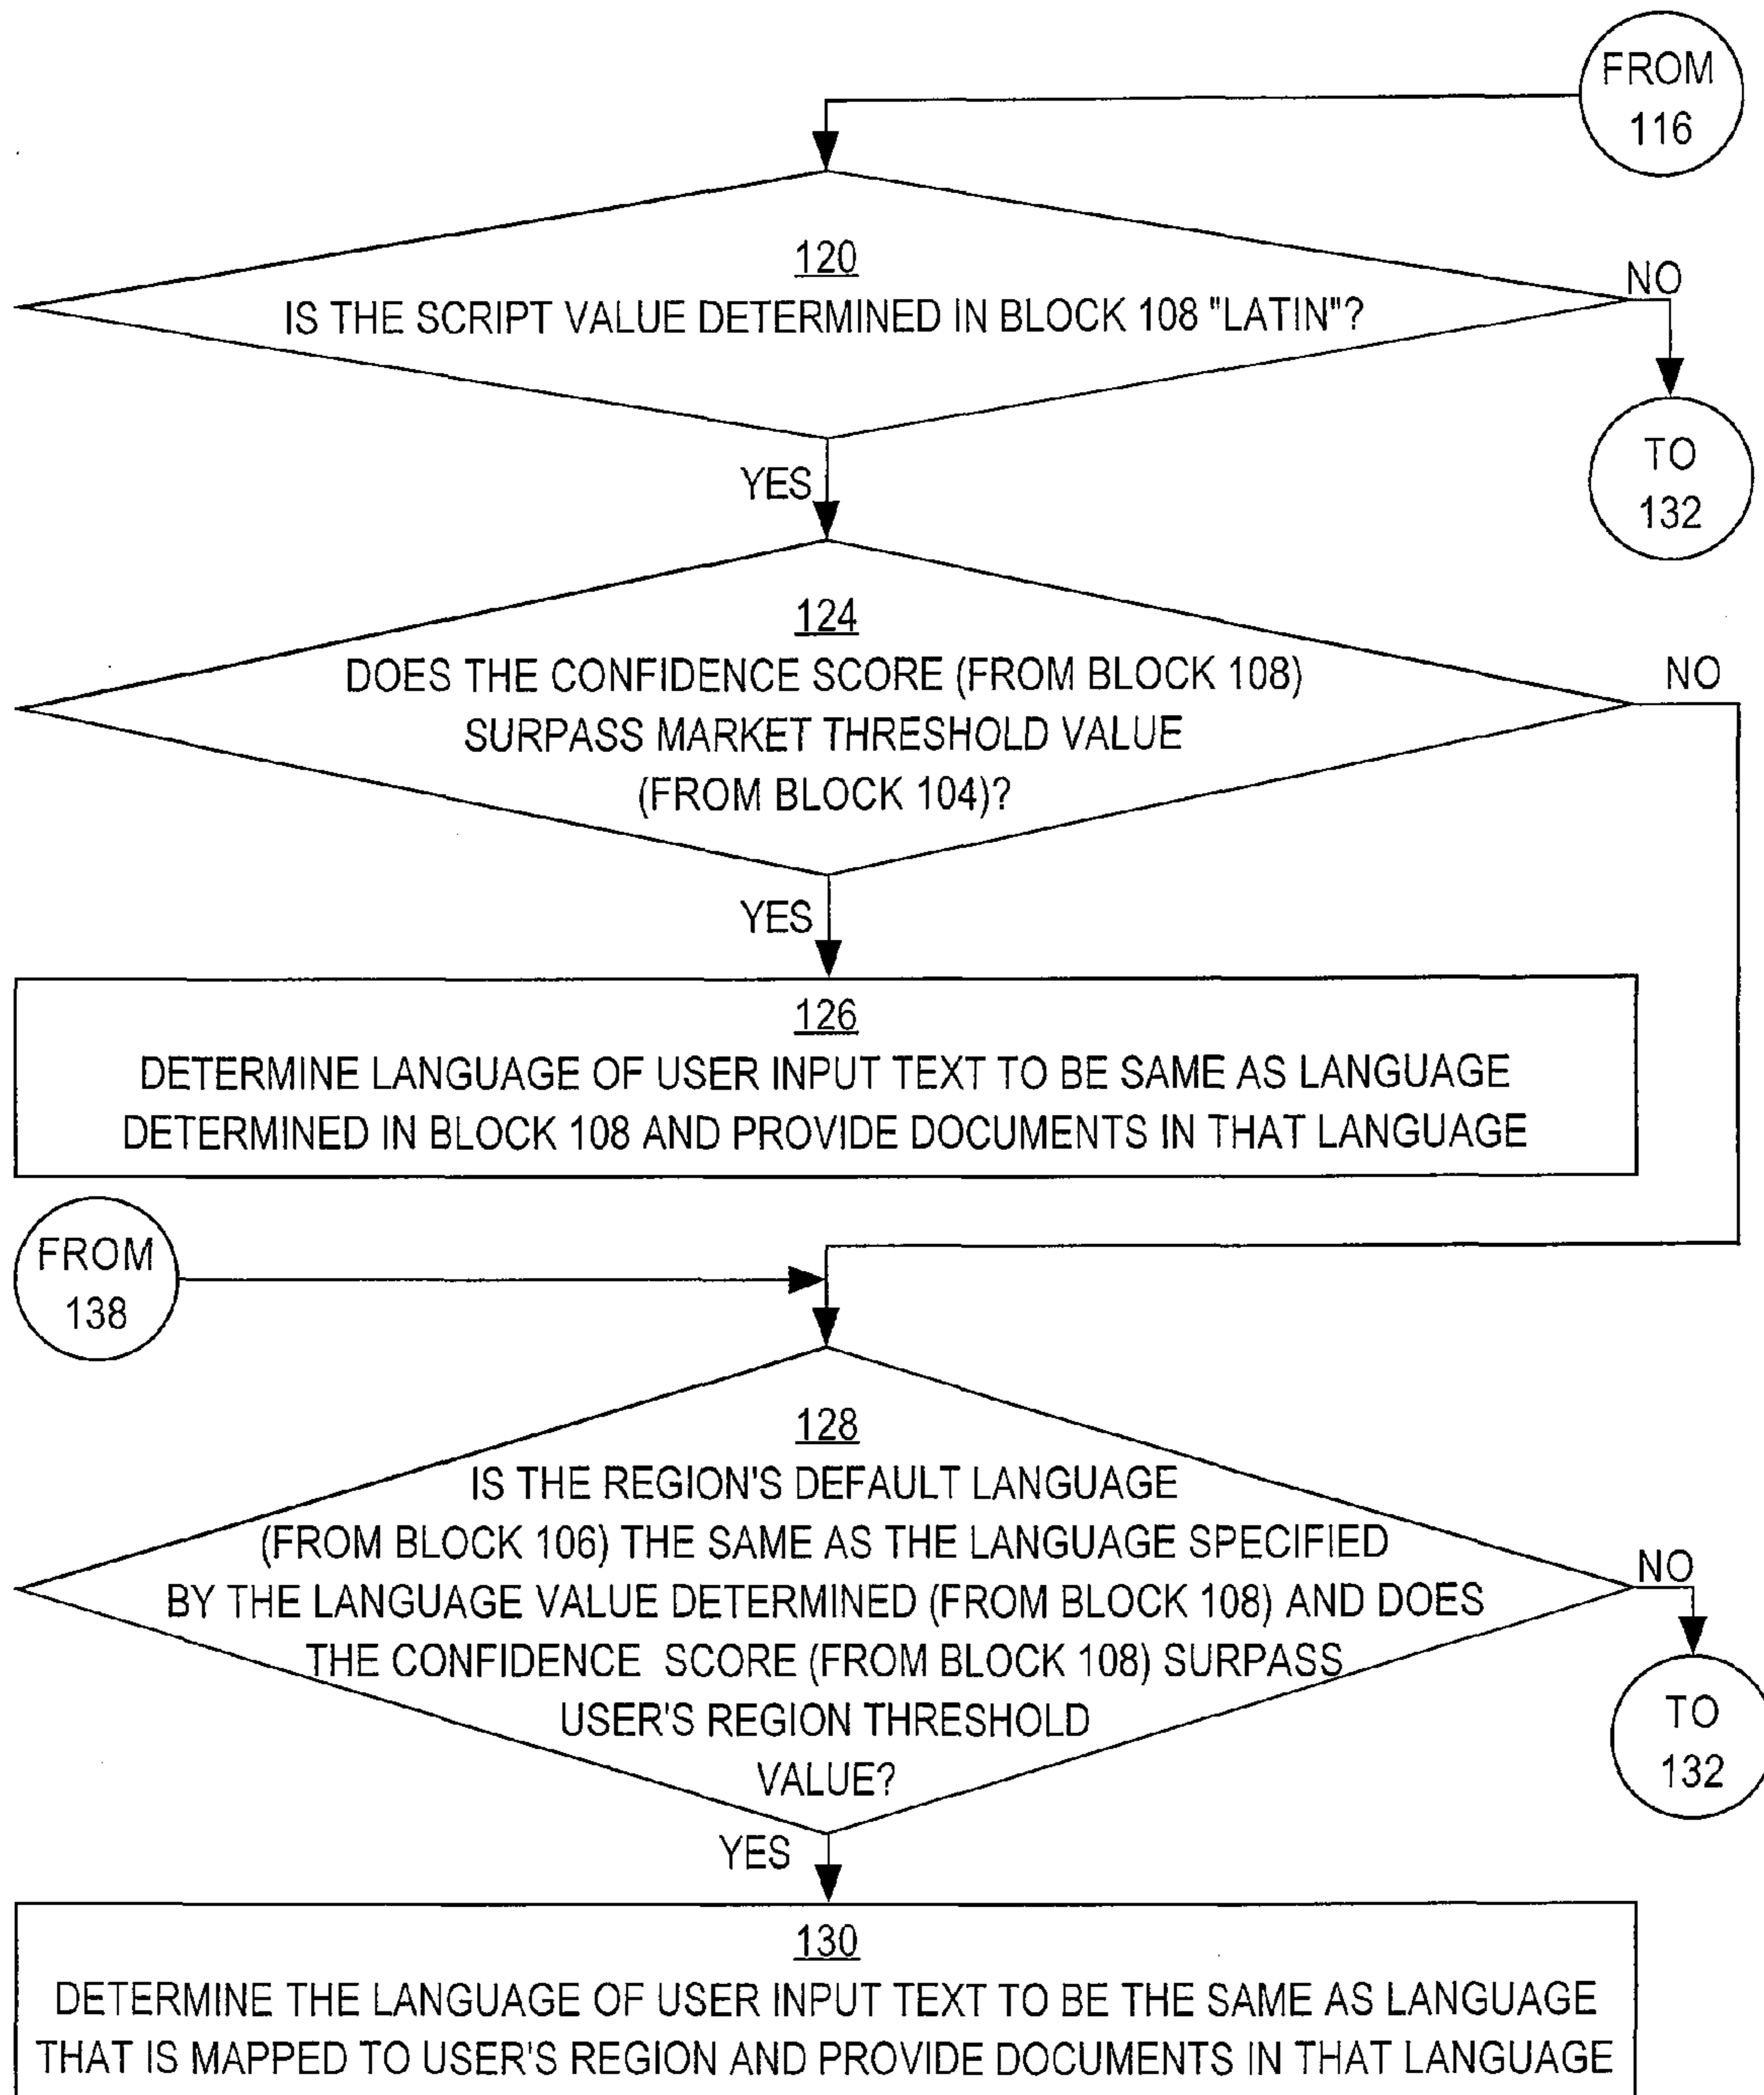 FROM
116
120
IS THE SCRIPT VALUE DETERMINED IN BLOCK 108 "LATIN"?
NO
TO
132
YES
124
DOES THE CONFIDENCE SCORE (FROM BLOCK 108)
SURPASS MARKET THRESHOLD VALUE
(FROM BLOCK 104)?
NO
YES
126
DETERMINE LANGUAGE OF USER INPUT TEXT TO BE SAME AS LANGUAGE
DETERMINED IN BLOCK 108 AND PROVIDE DOCUMENTS IN THAT LANGUAGE
FROM
138
128
IS THE REGION'S DEFAULT LANGUAGE
(FROM BLOCK 106) THE SAME AS THE LANGUAGE SPECIFIED
BY THE LANGUAGE VALUE DETERMINED (FROM BLOCK 108) AND DOES
THE CONFIDENCE SCORE (FROM BLOCK 108) SURPASS
USER'S REGION THRESHOLD
VALUE?
NO
TO
132
YES
130
DETERMINE THE LANGUAGE OF USER INPUT TEXT TO BE THE SAME AS LANGUAGE
THAT IS MAPPED TO USER'S REGION AND PROVIDE DOCUMENTS IN THAT LANGUAGE